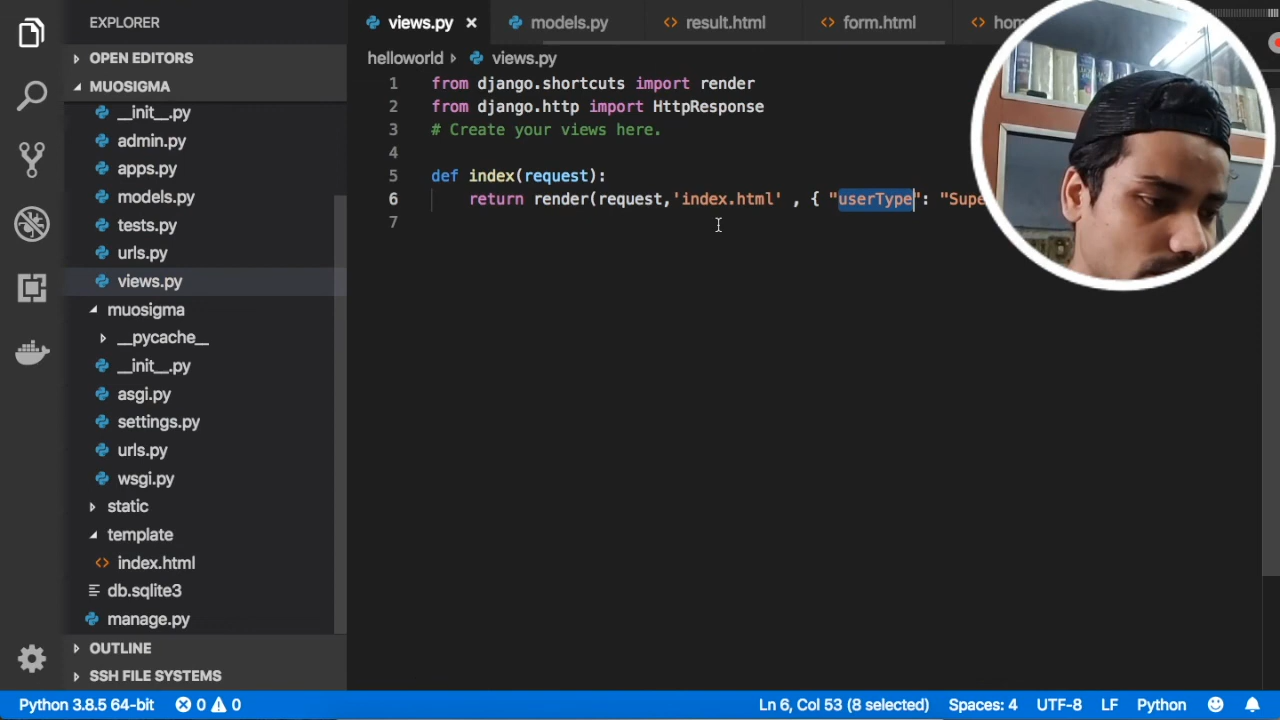 EXPLORER
OPEN EDITORS
MUOSIGMA
__init__.py
admin.py
apps.py
models.py
tests.py
urls.py
views.py
muosigma
__pycache__
__init__.py
asgi.py
settings.py
urls.py
wsgi.py
static
template
index.html
db.sqlite3
manage.py
OUTLINE
SSH FILE SYSTEMS
views.py
models.py
result.html
form.html
helloworld
views.py
1 from django.shortcuts import render
2 from django.http import HttpResponse
3 # Create your views here.
4
5 def index(request):
6 return render(request,'index.html' , { "userType": "Supe
7
Python 3.8.5 64-bit
0
0
Ln 6, Col 53 (8 selected)
Spaces: 4
UTF-8
LF
Python